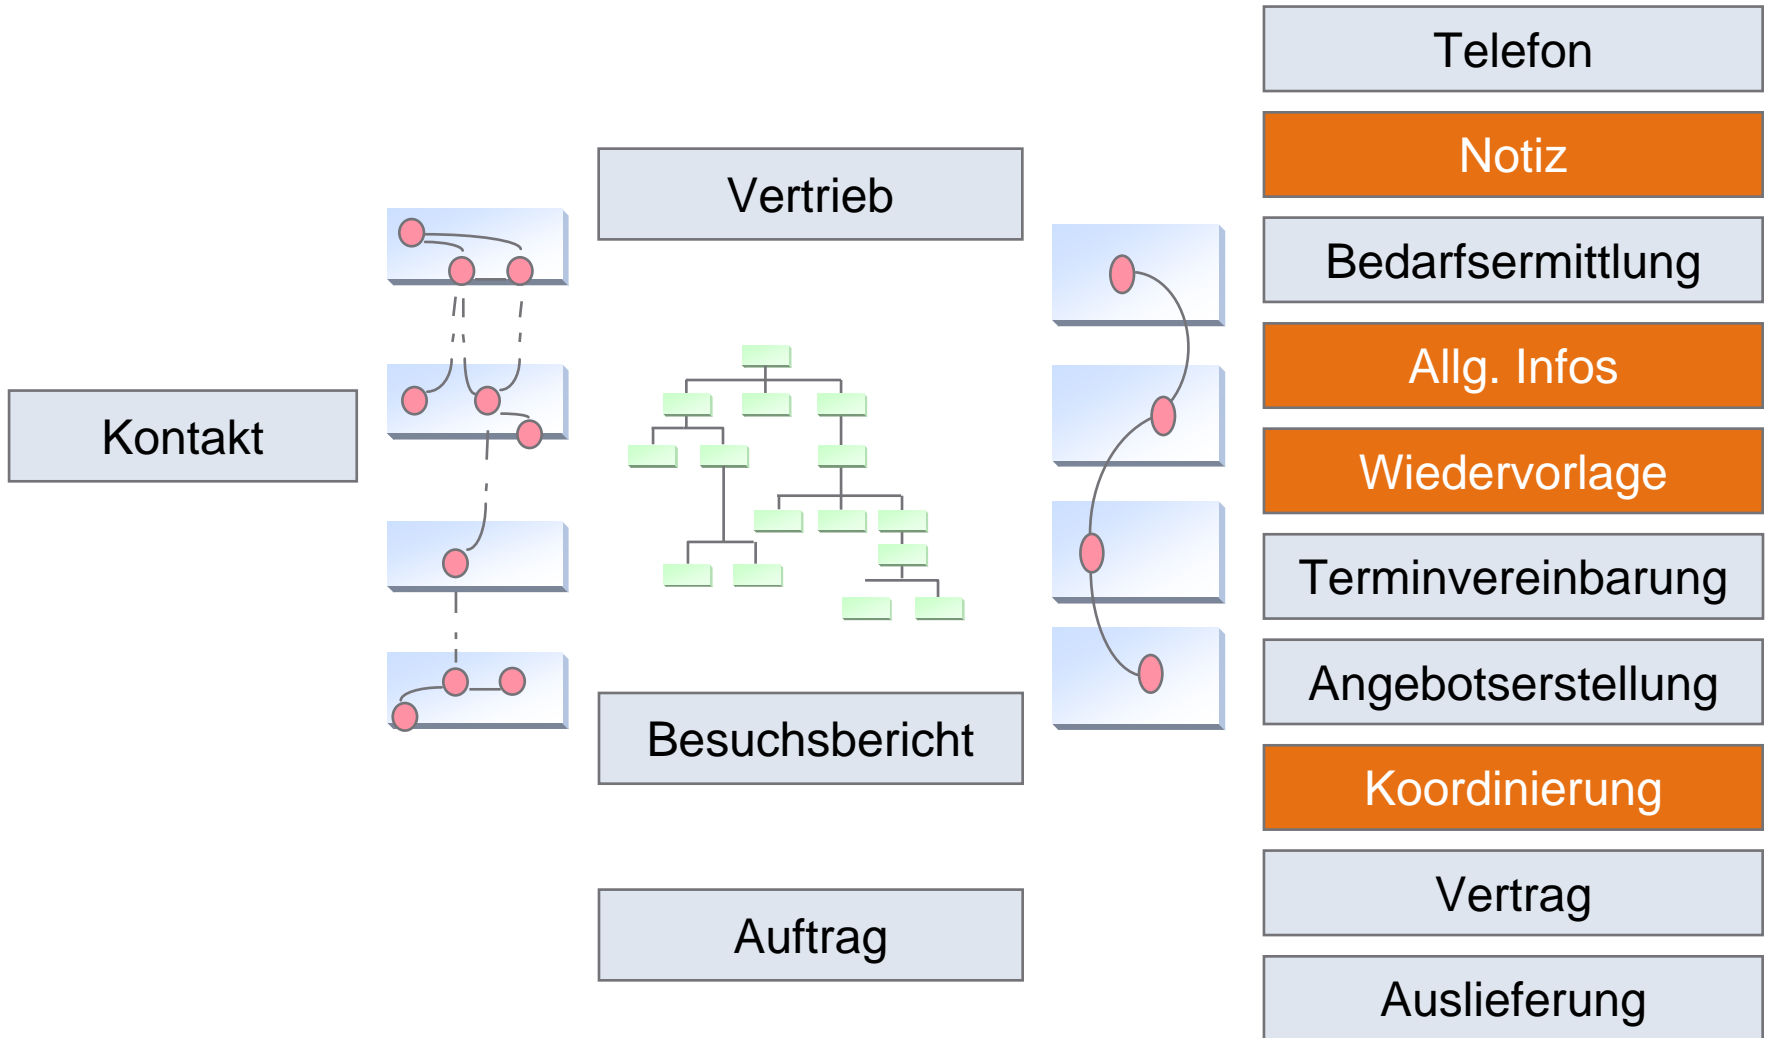 Kontakt
Vertrieb
Besuchsbericht
Auftrag
Telefon
Notiz
Bedarfsermittlung
Allg. Infos
Wiedervorlage
Terminvereinbarung
Angebotserstellung
Koordinierung
Vertrag
Auslieferung